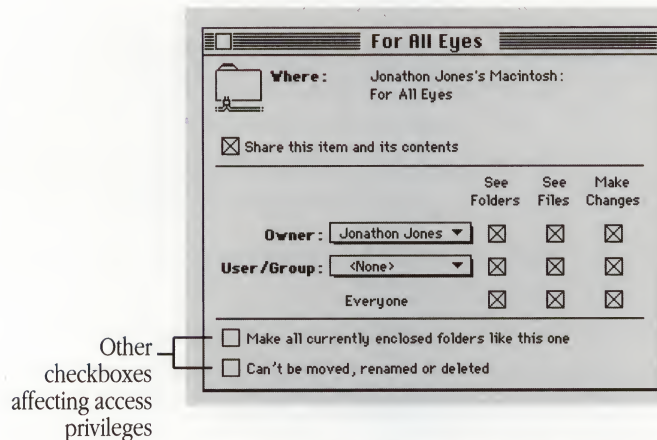 For All Eyes
Where: Jonathon Jones's Macintosh:
For All Eyes
Share this item and its contents
See See Make
Folders Files Changes
Owner: Jonathon Jones
User/Group: <None>
Everyone
Make all currently enclosed folders like this one
Can't be moved, renamed or deleted
Other
checkboxes
affecting access
privileges